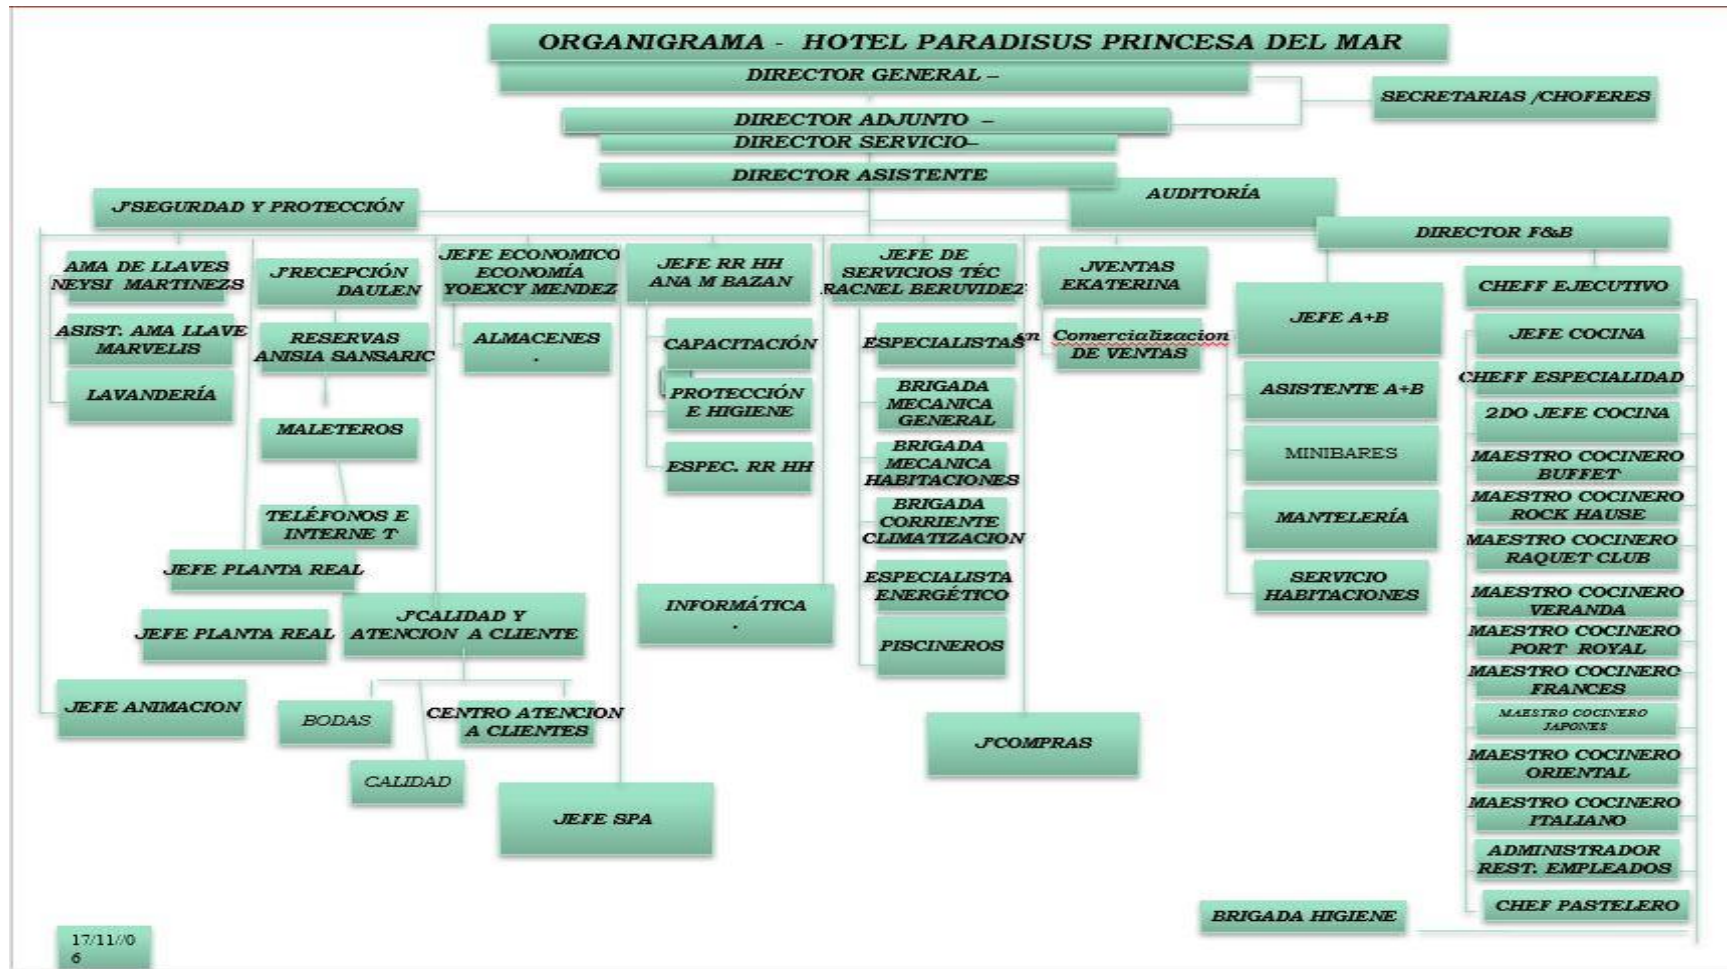 ORGANIGRAMA - HOTEL PARADISUS PRINCESA DEL MAR
DIRECTOR GENERAL –
SECRETARIAS /CHOFERES
DIRECTOR ADJUNTO –
DIRECTOR SERVICIO–
DIRECTOR ASISTENTE
AUDITORÍA
J'SEGURDAD Y PROTECCIÓN
DIRECTOR F&B
AMA DE LLAVES
NEYSI MARTINEZS
ASIST. AMA LLAVE
MARVELIS
LAVANDERÍA
J'RECEPCIÓN
DAULEN
RESERVAS
ANISIA SANSARIC
MALETEROS
TELÉFONOS E
INTERNE T
JEFE PLANTA REAL
JEFE PLANTA REAL
JEFE ANIMACION
JEFE ECONOMICO
ECONOMÍA
YOEXCY MENDEZ
ALMACENES
.
J'CALIDAD Y
ATENCION A CLIENTE
BODAS
CENTRO ATENCION
A CLIENTES
CALIDAD
JEFE SPA
JEFE RR HH
ANA M BAZAN
CAPACITACIÓN
PROTECCIÓN
E HIGIENE
ESPEC. RR HH
INFORMÁTICA
.
JEFE DE
SERVICIOS TÉC
RACNEL BERUVIDEZ
ESPECIALISTAS
BRIGADA
MECANICA
GENERAL
BRIGADA
MECANICA
HABITACIONES
BRIGADA
CORRIENTE
CLIMATIZACION
ESPECIALISTA
ENERGÉTICO
PISCINEROS
J'COMPRAS
JVENTAS
EKATERINA
en Comercializacion
DE VENTAS
JEFE A+B
ASISTENTE A+B
MINIBARES
MANTELERÍA
SERVICIO
HABITACIONES
CHEFF EJECUTIVO
JEFE COCINA
CHEFF ESPECIALIDAD
2DO JEFE COCINA
MAESTRO COCINERO
BUFFET
MAESTRO COCINERO
ROCK HAUSE
MAESTRO COCINERO
RAQUET CLUB
MAESTRO COCINERO
VERANDA
MAESTRO COCINERO
PORT ROYAL
MAESTRO COCINERO
FRANCES
MAESTRO COCINERO
JAPONES
MAESTRO COCINERO
ORIENTAL
MAESTRO COCINERO
ITALIANO
ADMINISTRADOR
REST. EMPLEADOS
CHEF PASTELERO
BRIGADA HIGIENE
17/11//0
6